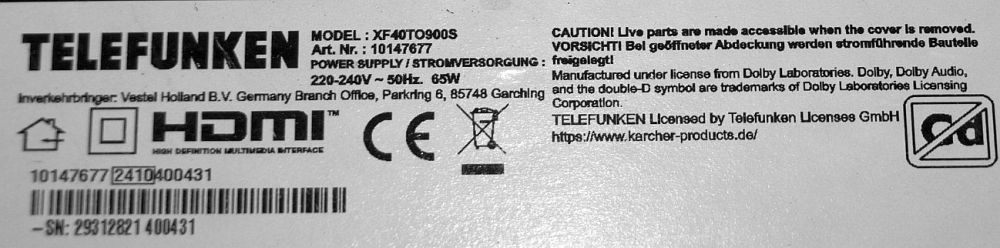 TELEFUNKEN
MODEL : XF40TO900S
Art. Nr. : 10147677
POWER SUPPLY / STROMVERSORGUNG :
220-240V ~ 50Hz. 65W
Inverkehrbringer: Vestel Holland B.V. Germany Branch Office, Parkring 6, 85748 Garching
HDMI™
HIGH DEFINITION MULTIMEDIA INTERFACE
CE
10147677 2410 400431
-SN: 29312821 400431
CAUTION! Live parts are made accessible when the cover is removed.
VORSICHT! Bei geöffneter Abdeckung werden stromführende Bauteile
freigelegt!
Manufactured under license from Dolby Laboratories. Dolby, Dolby Audio,
and the double-D symbol are trademarks of Dolby Laboratories Licensing
Corporation.
TELEFUNKEN Licensed by Telefunken Licenses GmbH
https://www.karcher-products.de/
Cd